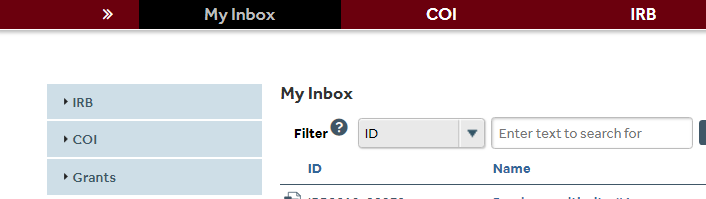 » My Inbox COI IRB
IRB
COI
Grants
My Inbox
Filter ? ID Enter text to search for
ID Name